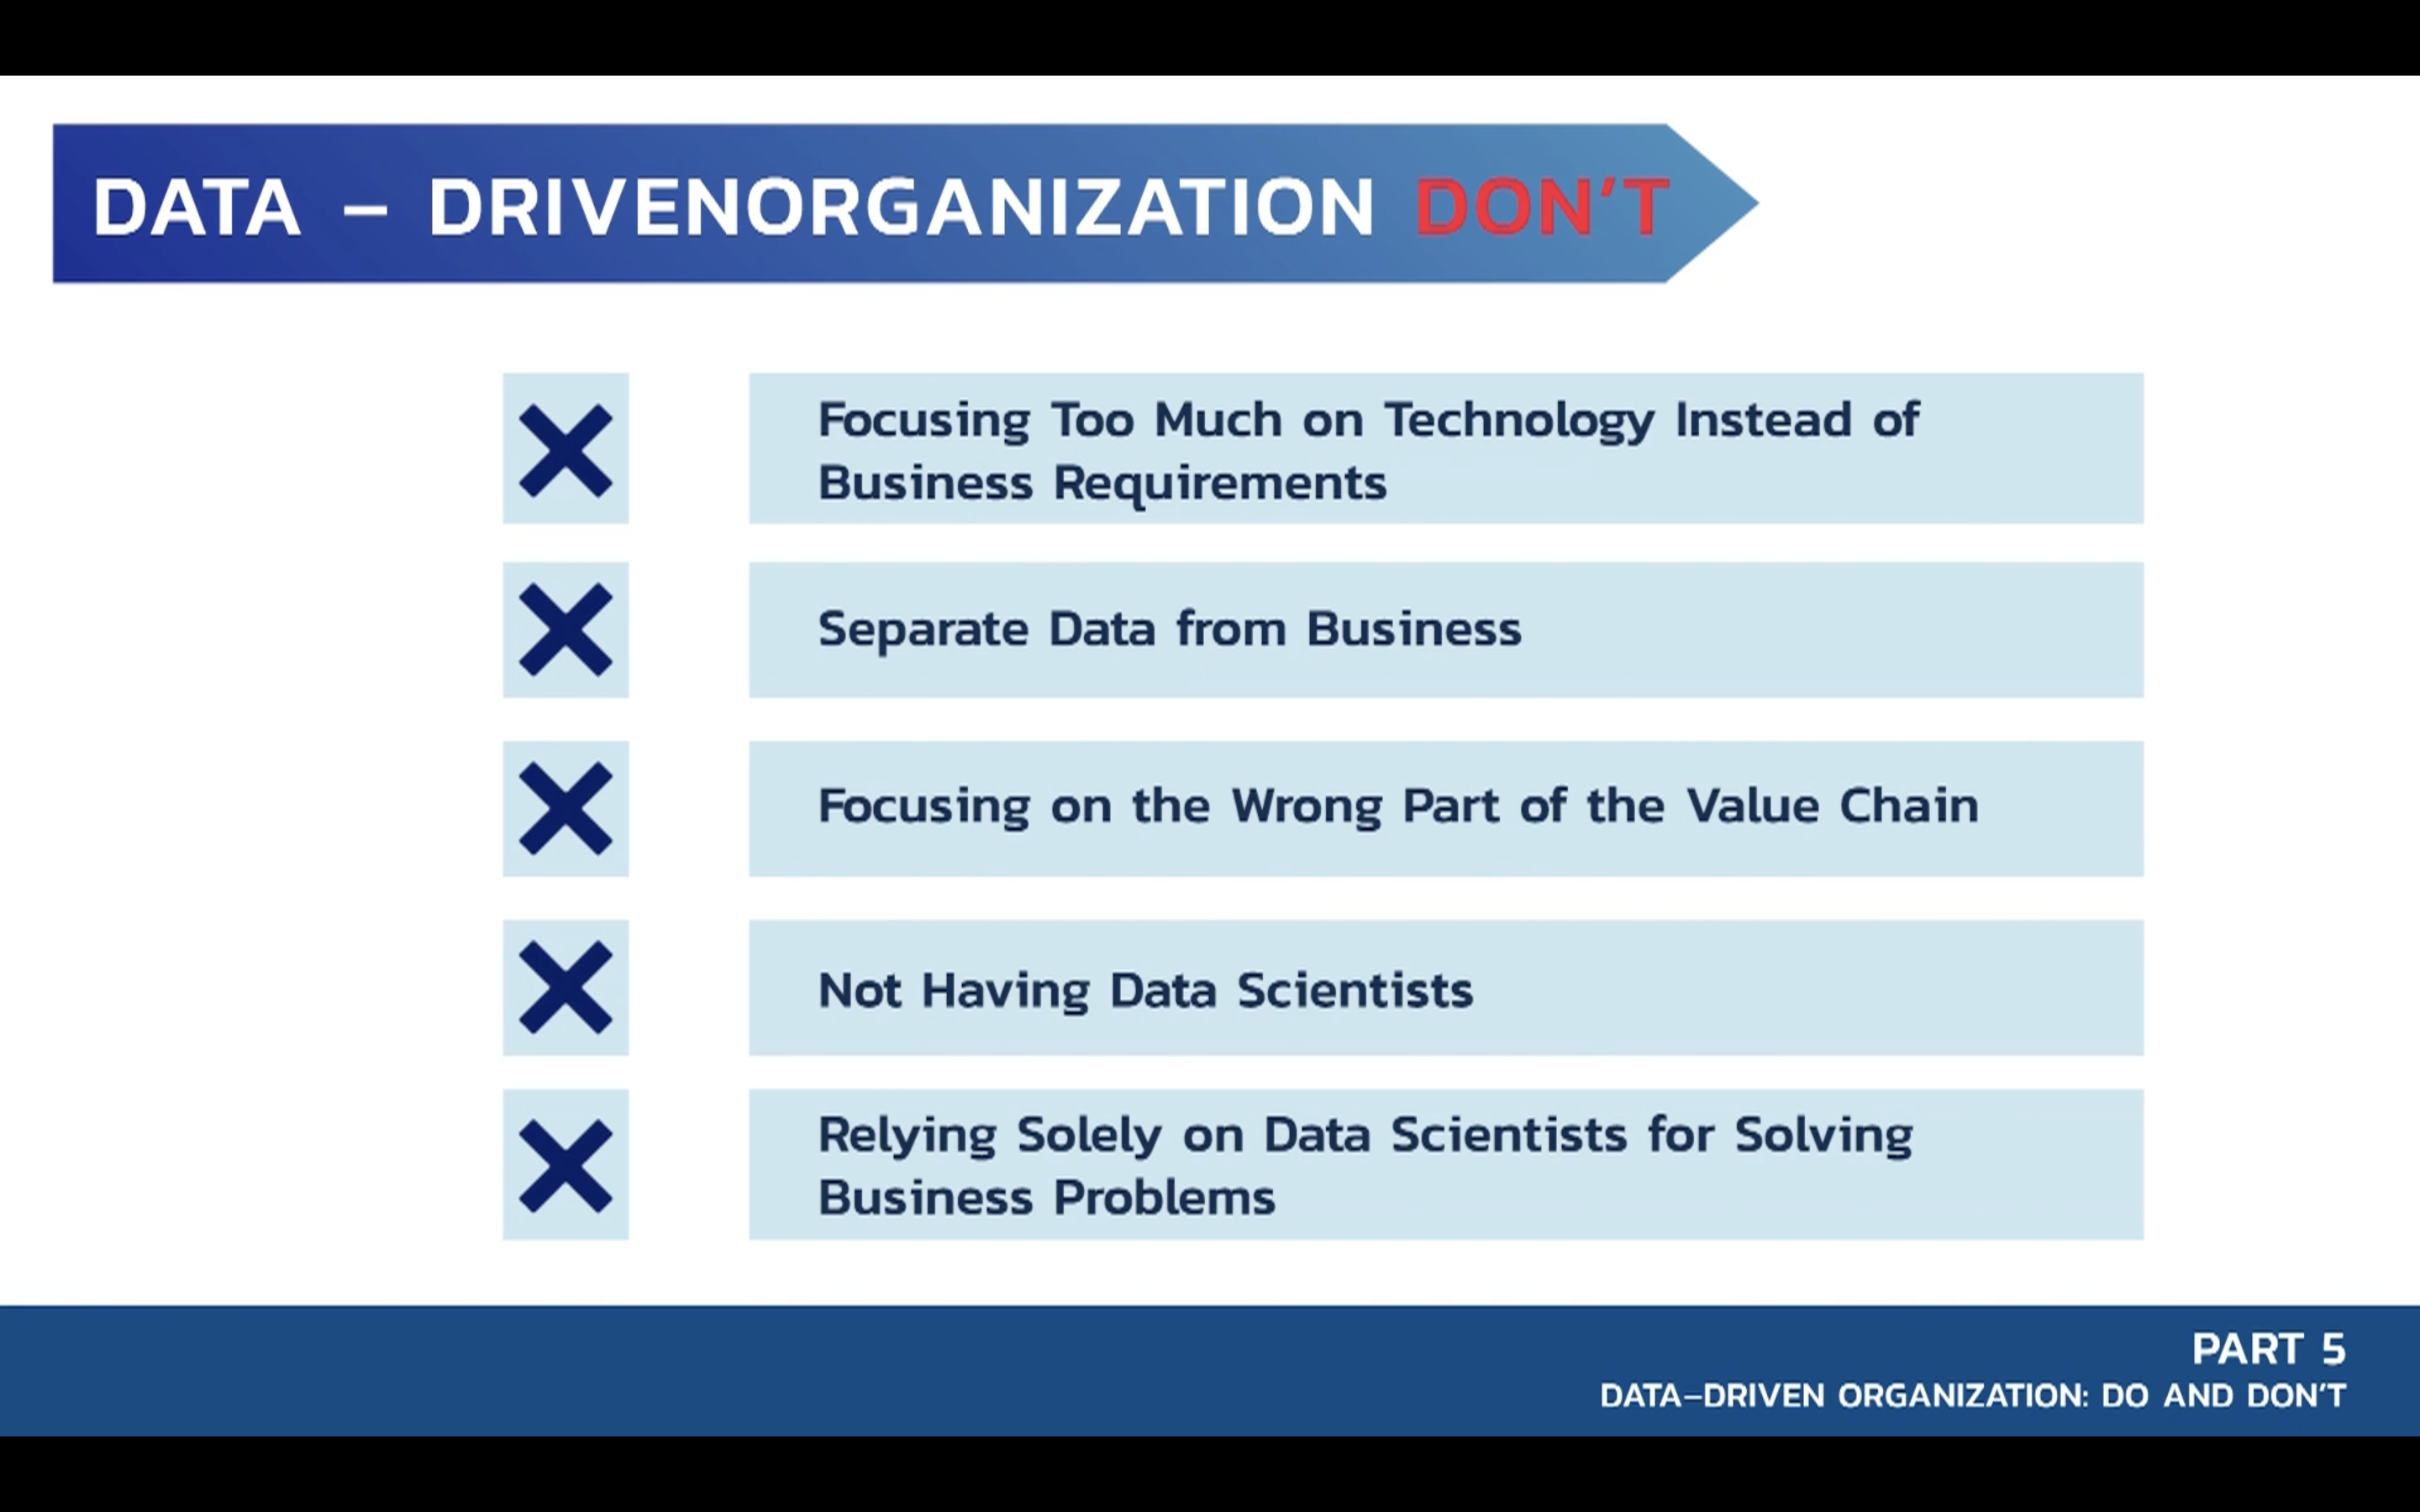 DATA – DRIVENORGANIZATION DON’T
Focusing Too Much on Technology Instead of
Business Requirements
Separate Data from Business
Focusing on the Wrong Part of the Value Chain
Not Having Data Scientists
Relying Solely on Data Scientists for Solving
Business Problems
PART 5
DATA–DRIVEN ORGANIZATION: DO AND DON’T